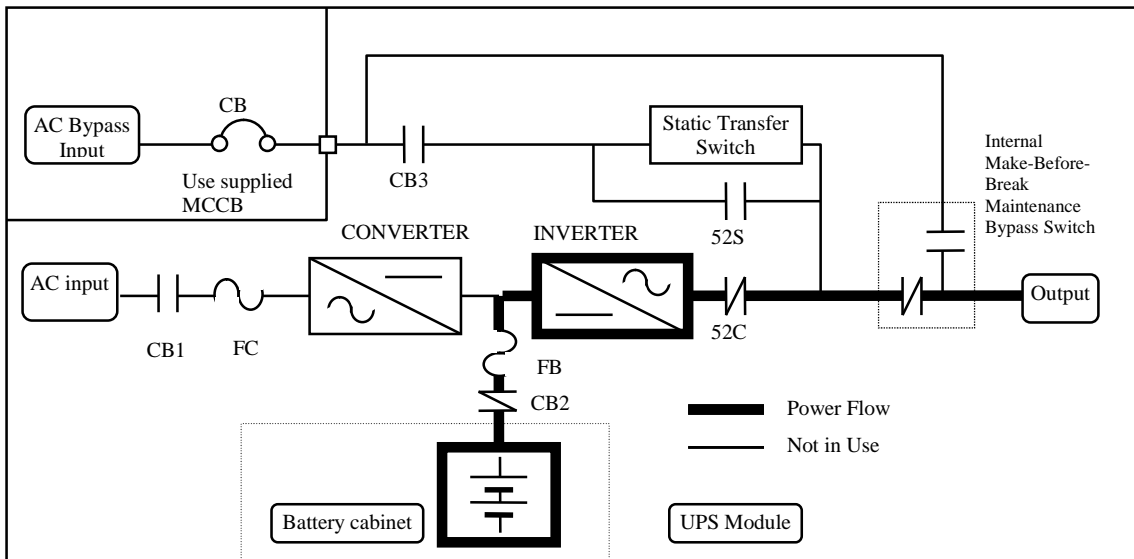 AC Bypass
Input
CB
Use supplied
MCCB
CB3
Static Transfer
Switch
52S
Internal
Make-Before-
Break
Maintenance
Bypass Switch
CONVERTER
INVERTER
AC input
CB1
FC
52C
Output
FB
CB2
Power Flow
Not in Use
Battery cabinet
UPS Module